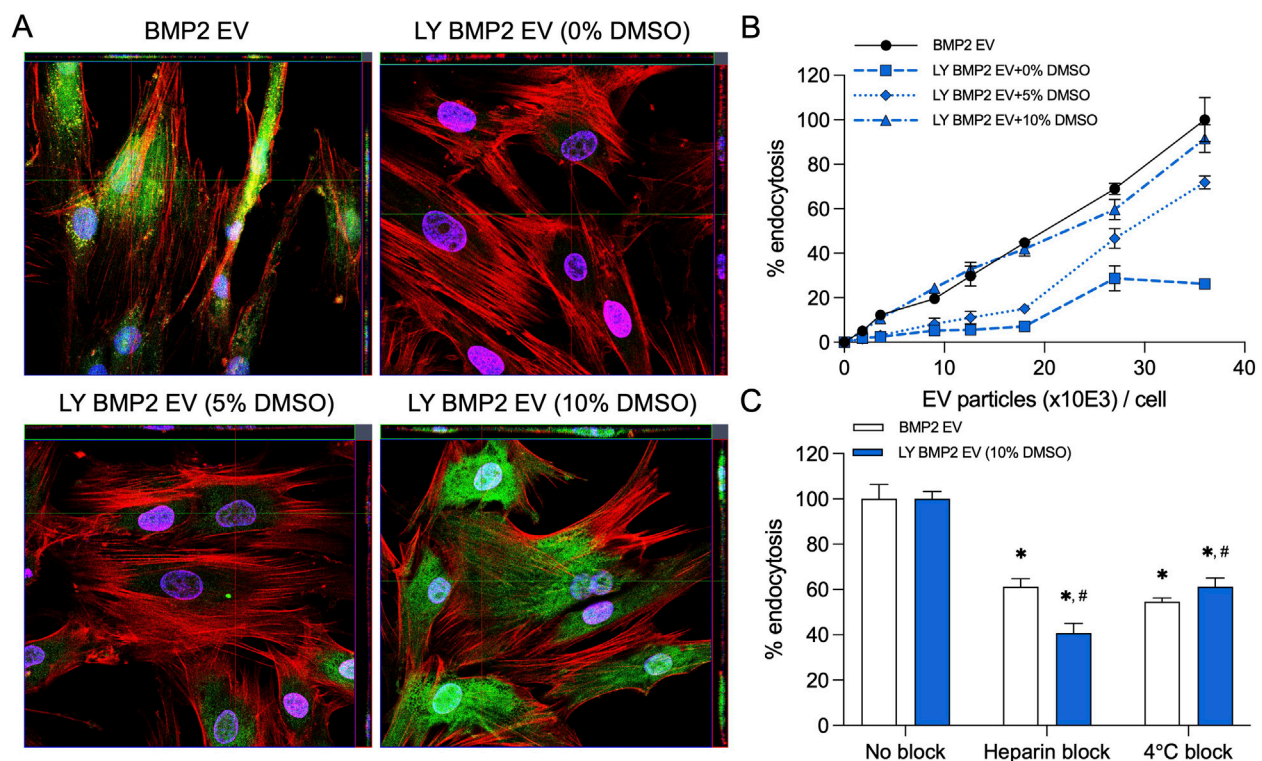 A
BMP2 EV
LY BMP2 EV (0% DMSO)
LY BMP2 EV (5% DMSO)
LY BMP2 EV (10% DMSO)
B
BMP2 EV
LY BMP2 EV+0% DMSO
LY BMP2 EV+5% DMSO
LY BMP2 EV+10% DMSO
% endocytosis
120
100
80
60
40
20
0
0
10
20
30
40
EV particles (x10E3) / cell
C
BMP2 EV
LY BMP2 EV (10% DMSO)
% endocytosis
120
100
80
60
40
20
0
*
*, #
*
*, #
No block
Heparin block
4°C block